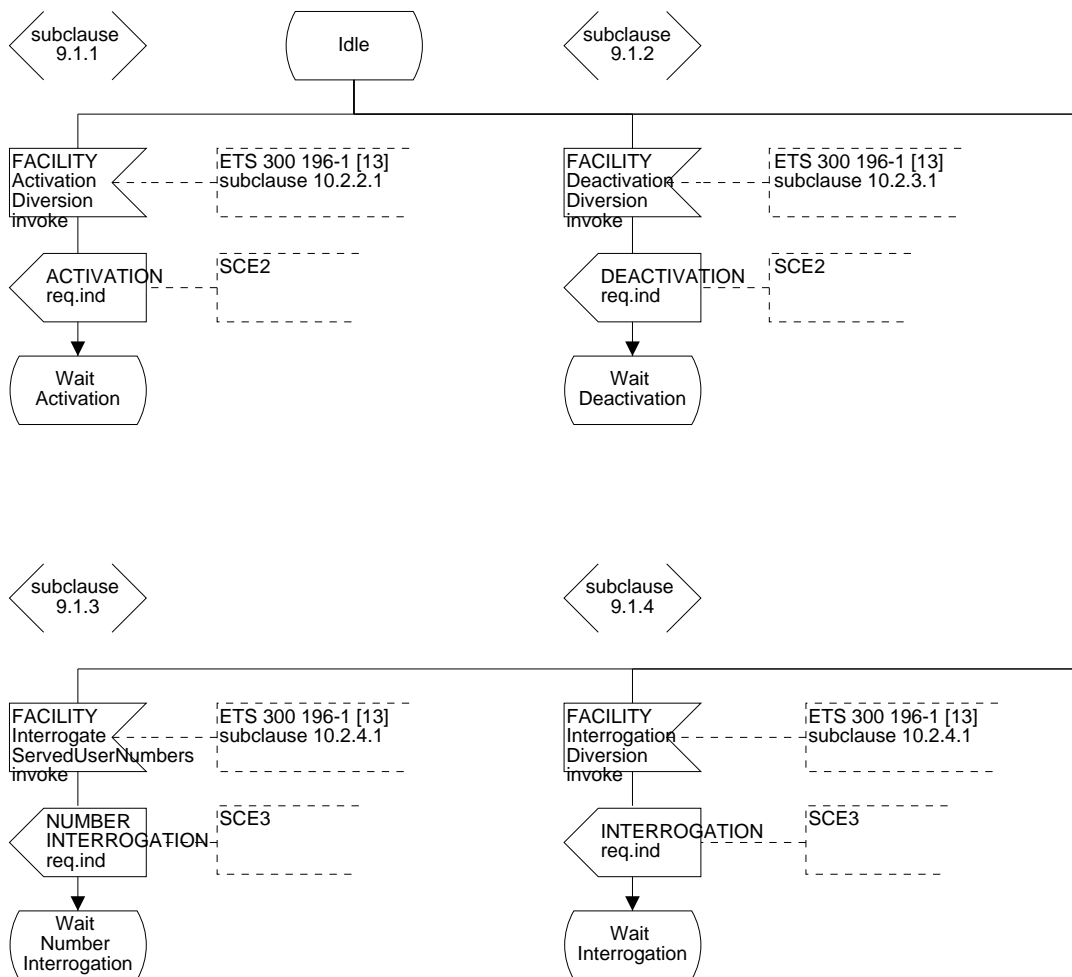 subclause
9.1.1
Idle
subclause
9.1.2
FACILITY
Activation
Diversion
invoke
ETS 300 196-1 [13]
subclause 10.2.2.1
FACILITY
Deactivation
Diversion
invoke
ETS 300 196-1 [13]
subclause 10.2.3.1
ACTIVATION
req.ind
SCE2
DEACTIVATION
req.ind
SCE2
Wait
Activation
Wait
Deactivation
subclause
9.1.3
subclause
9.1.4
FACILITY
Interrogate
ServedUserNumbers
invoke
ETS 300 196-1 [13]
subclause 10.2.4.1
FACILITY
Interrogation
Diversion
invoke
ETS 300 196-1 [13]
subclause 10.2.4.1
NUMBER
INTERROGATION
req.ind
SCE3
INTERROGATION
req.ind
SCE3
Wait
Number
Interrogation
Wait
Interrogation